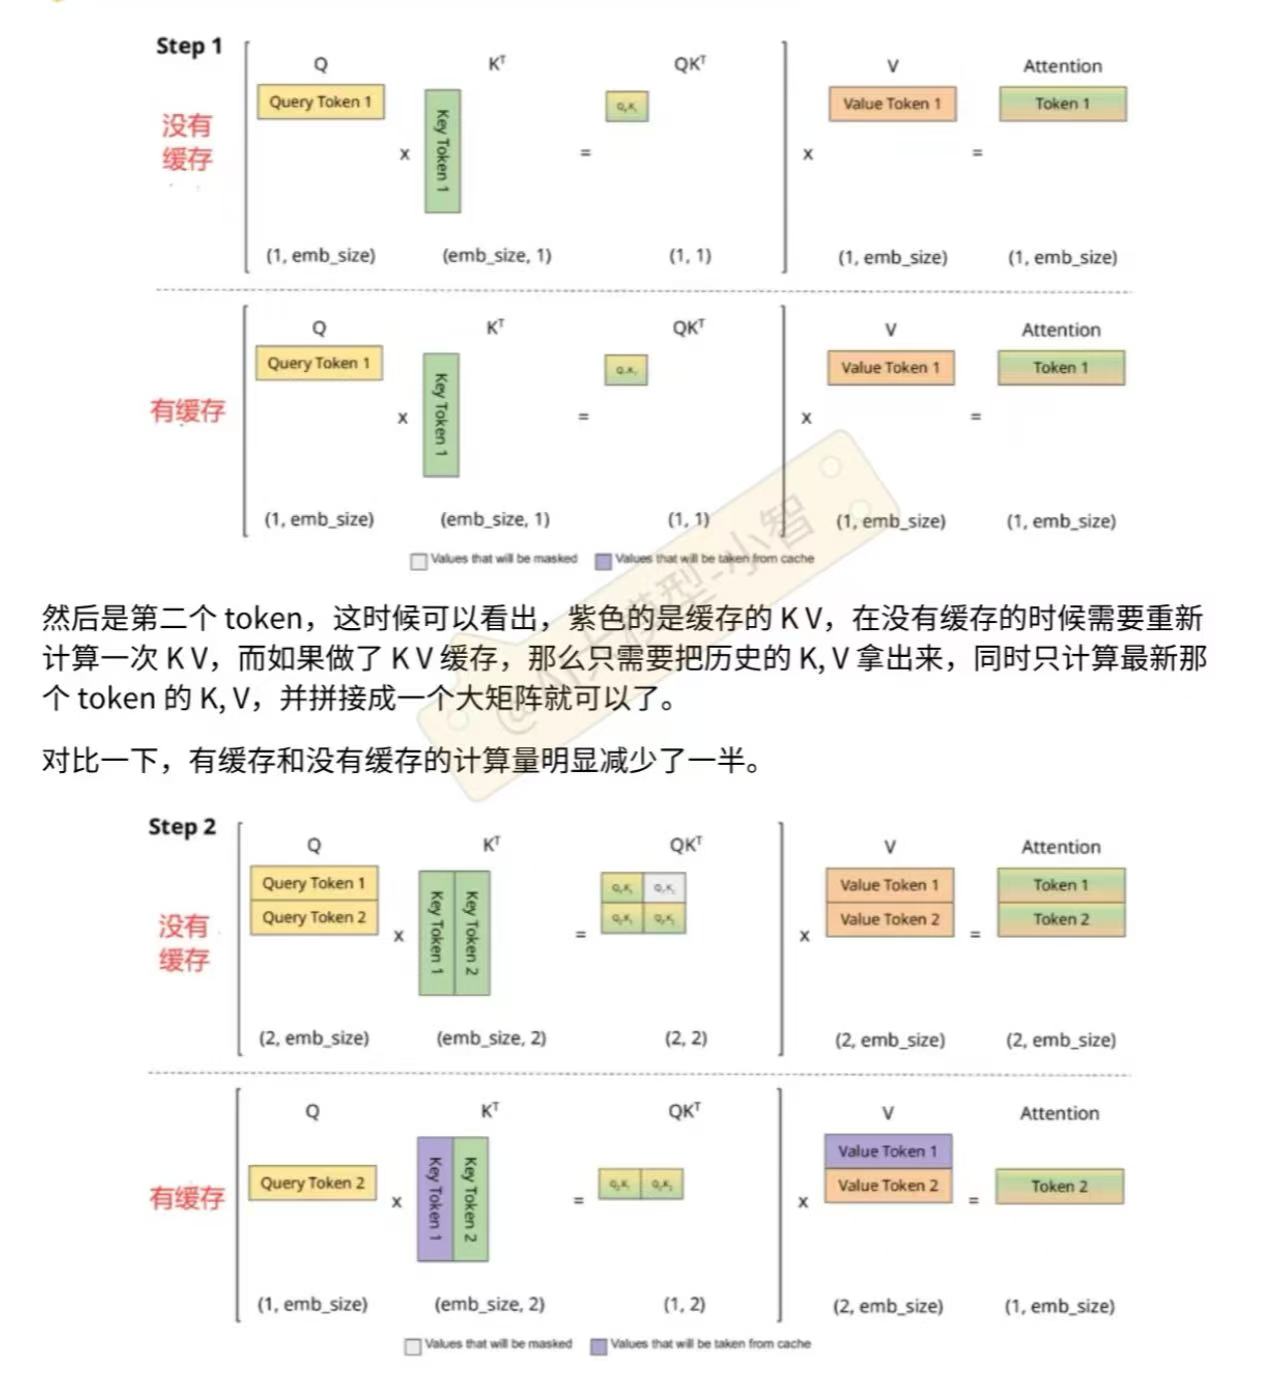 Step 1
Q
K^T
QK^T
V
Attention
没有
缓存
Query Token 1
x
Key Token 1
=
x
Value Token 1
=
Token 1
(1, emb_size)
(emb_size, 1)
(1, 1)
(1, emb_size)
(1, emb_size)
Q
K^T
QK^T
V
Attention
有缓存
Query Token 1
x
Key Token 1
=
x
Value Token 1
=
Token 1
(1, emb_size)
(emb_size, 1)
(1, 1)
(1, emb_size)
(1, emb_size)
Values that will be masked
Values that will be taken from cache
然后是第二个 token，这时候可以看出，紫色的是缓存的 K V，在没有缓存的时候需要重新
计算一次 K V，而如果做了 K V 缓存，那么只需要把历史的 K, V 拿出来，同时只计算最新那
个 token 的 K, V，并拼接成一个大矩阵就可以了。
对比一下，有缓存和没有缓存的计算量明显减少了一半。
@AI大模型-小智
Step 2
Q
K^T
QK^T
V
Attention
没有
缓存
Query Token 1
Query Token 2
x
Key Token 1
Key Token 2
=
x
Value Token 1
Value Token 2
=
Token 1
Token 2
(2, emb_size)
(emb_size, 2)
(2, 2)
(2, emb_size)
(2, emb_size)
Q
K^T
QK^T
V
Attention
有缓存
Query Token 2
x
Key Token 1
Key Token 2
=
x
Value Token 1
Value Token 2
=
Token 2
(1, emb_size)
(emb_size, 2)
(1, 2)
(2, emb_size)
(1, emb_size)
Values that will be masked
Values that will be taken from cache